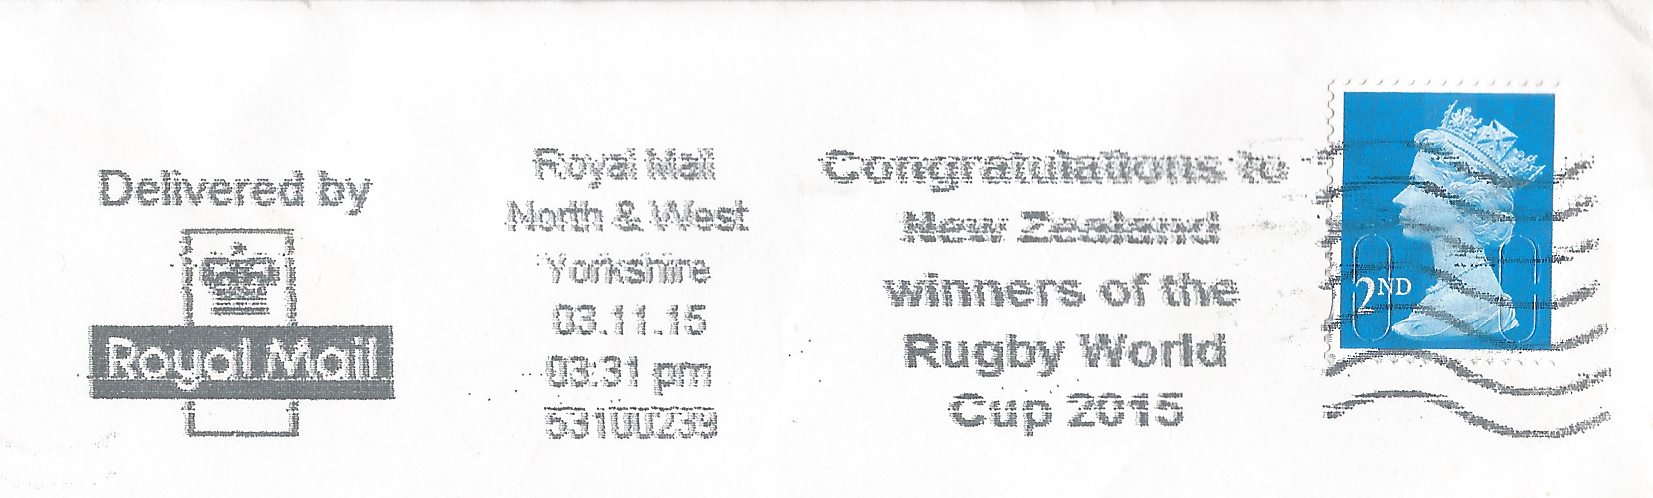 Delivered by
Royal Mail
Royal Mail
North & West
Yorkshire
03.11.15
03:31 pm
53100239
Congratulations to
New Zealand
winners of the
Rugby World
Cup 2015
2ND